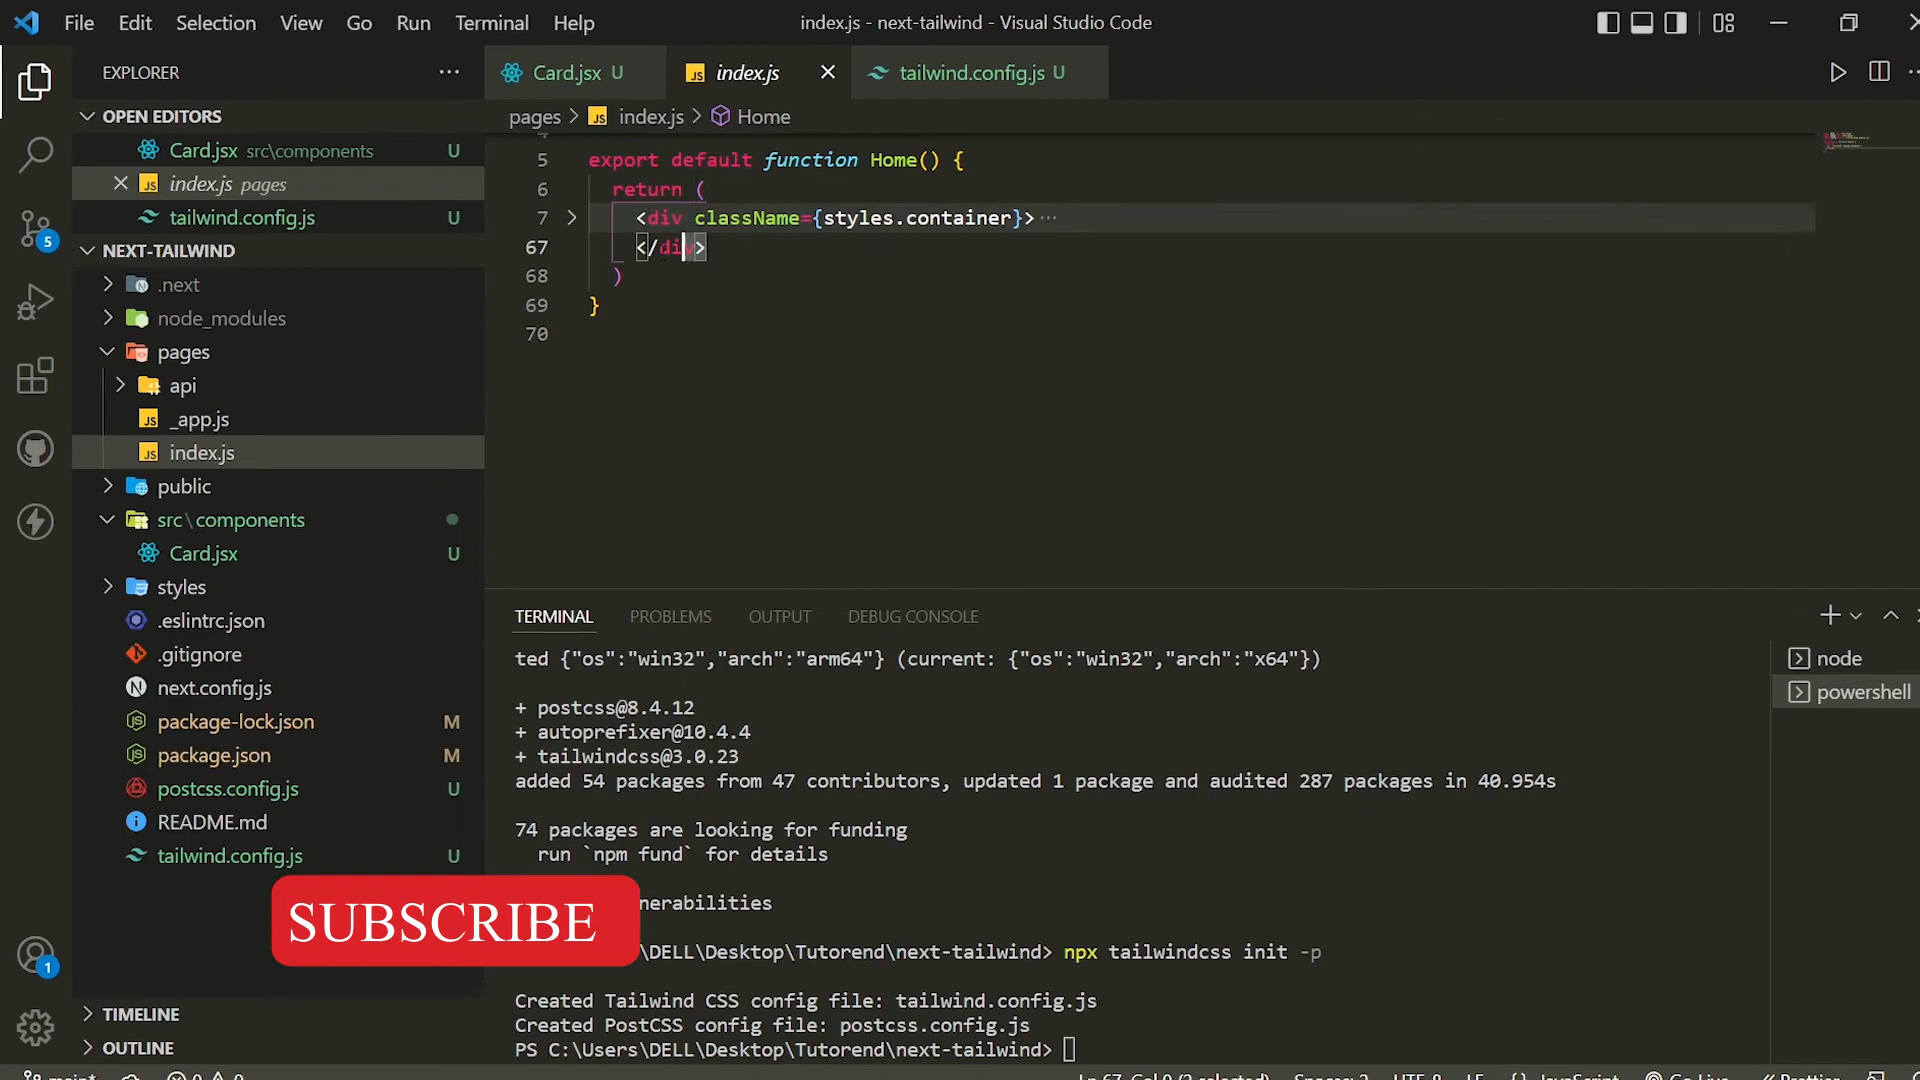 File Edit Selection View Go Run Terminal Help
index.js - next-tailwind - Visual Studio Code
EXPLORER
Card.jsx U
index.js
tailwind.config.js U
OPEN EDITORS
Card.jsx src\components U
index.js pages
tailwind.config.js U
NEXT-TAILWIND
.next
node_modules
pages
api
_app.js
index.js
public
src\components
Card.jsx U
styles
.eslintrc.json
.gitignore
next.config.js
package-lock.json M
package.json M
postcss.config.js U
README.md
tailwind.config.js U
TIMELINE
OUTLINE
5
1
SUBSCRIBE
pages > index.js > Home
5 export default function Home() {
6 return (
7 <div className={styles.container}>
67 </div>
68 )
69 }
70
TERMINAL PROBLEMS OUTPUT DEBUG CONSOLE
node
powershell
ted {"os":"win32","arch":"arm64"} (current: {"os":"win32","arch":"x64"})
+ postcss@8.4.12
+ autoprefixer@10.4.4
+ tailwindcss@3.0.23
added 54 packages from 47 contributors, updated 1 package and audited 287 packages in 40.954s
74 packages are looking for funding
run `npm fund` for details
nerabilities
\DELL\Desktop\Tutorend\next-tailwind> npx tailwindcss init -p
Created Tailwind CSS config file: tailwind.config.js
Created PostCSS config file: postcss.config.js
PS C:\Users\DELL\Desktop\Tutorend\next-tailwind>